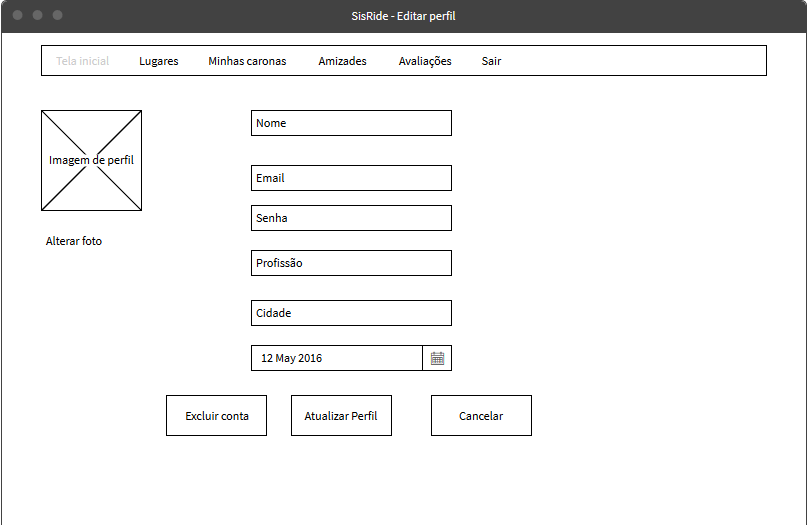 SisRide - Editar perfil
Tela inicial Lugares Minhas caronas Amizades Avaliações Sair
Imagem de perfil
Alterar foto
Nome
Email
Senha
Profissão
Cidade
12 May 2016
Excluir conta Atualizar Perfil Cancelar